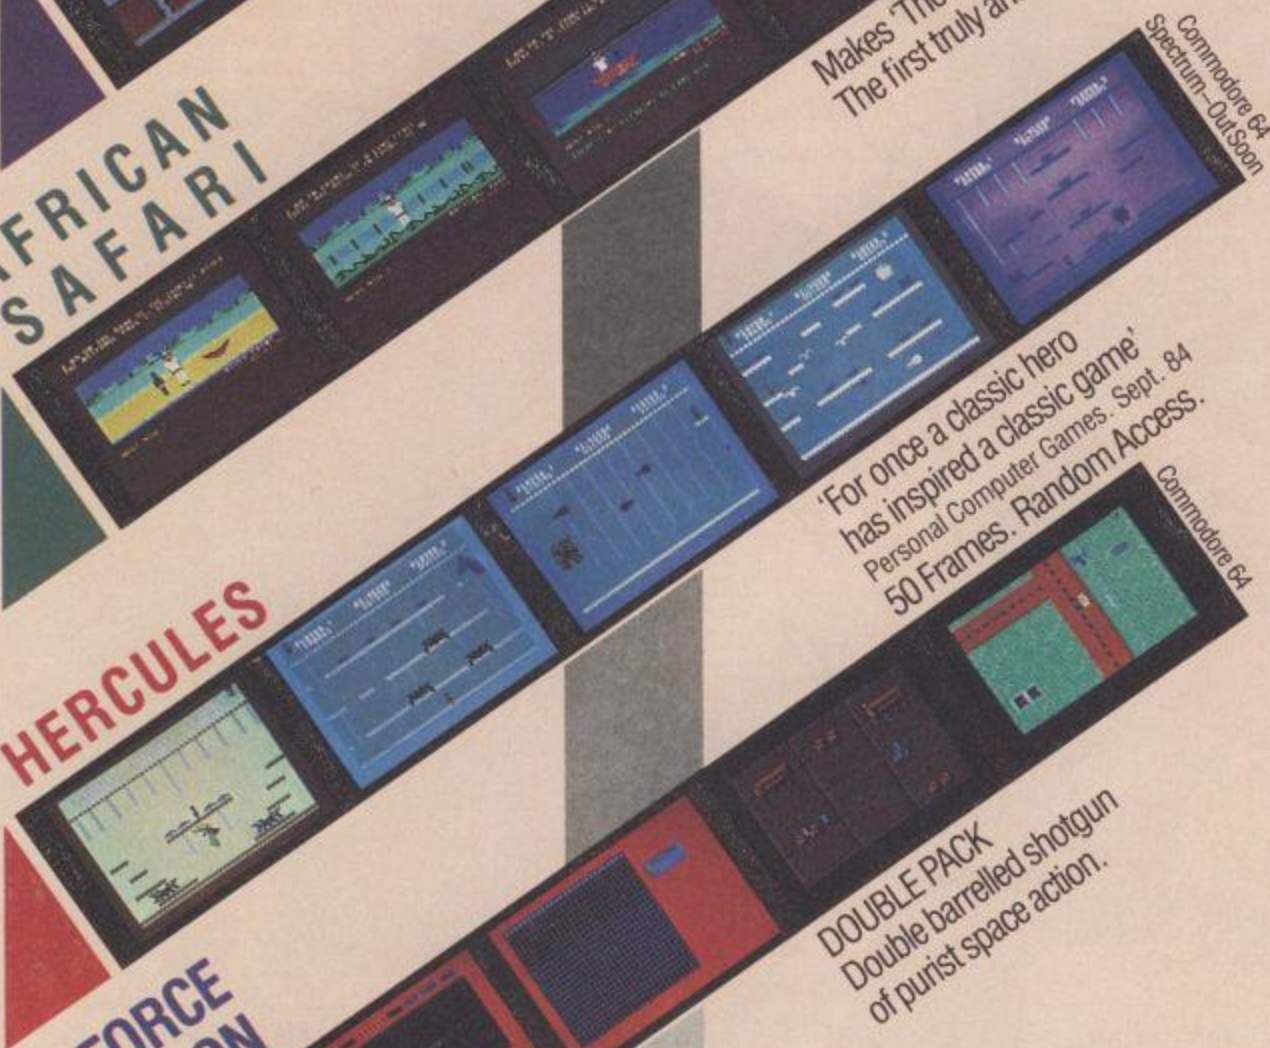 FRICAN
SAFARI
Makes 'The
The first truly
Commodore 64
Spectrum—Out Soon
HERCULES
'For once a classic hero
has inspired a classic game'
Personal Computer Games. Sept. 84
50 Frames. Random Access.
Commodore 64
FORCE
ON
DOUBLE PACK
Double barrelled shotgun
of purist space action.